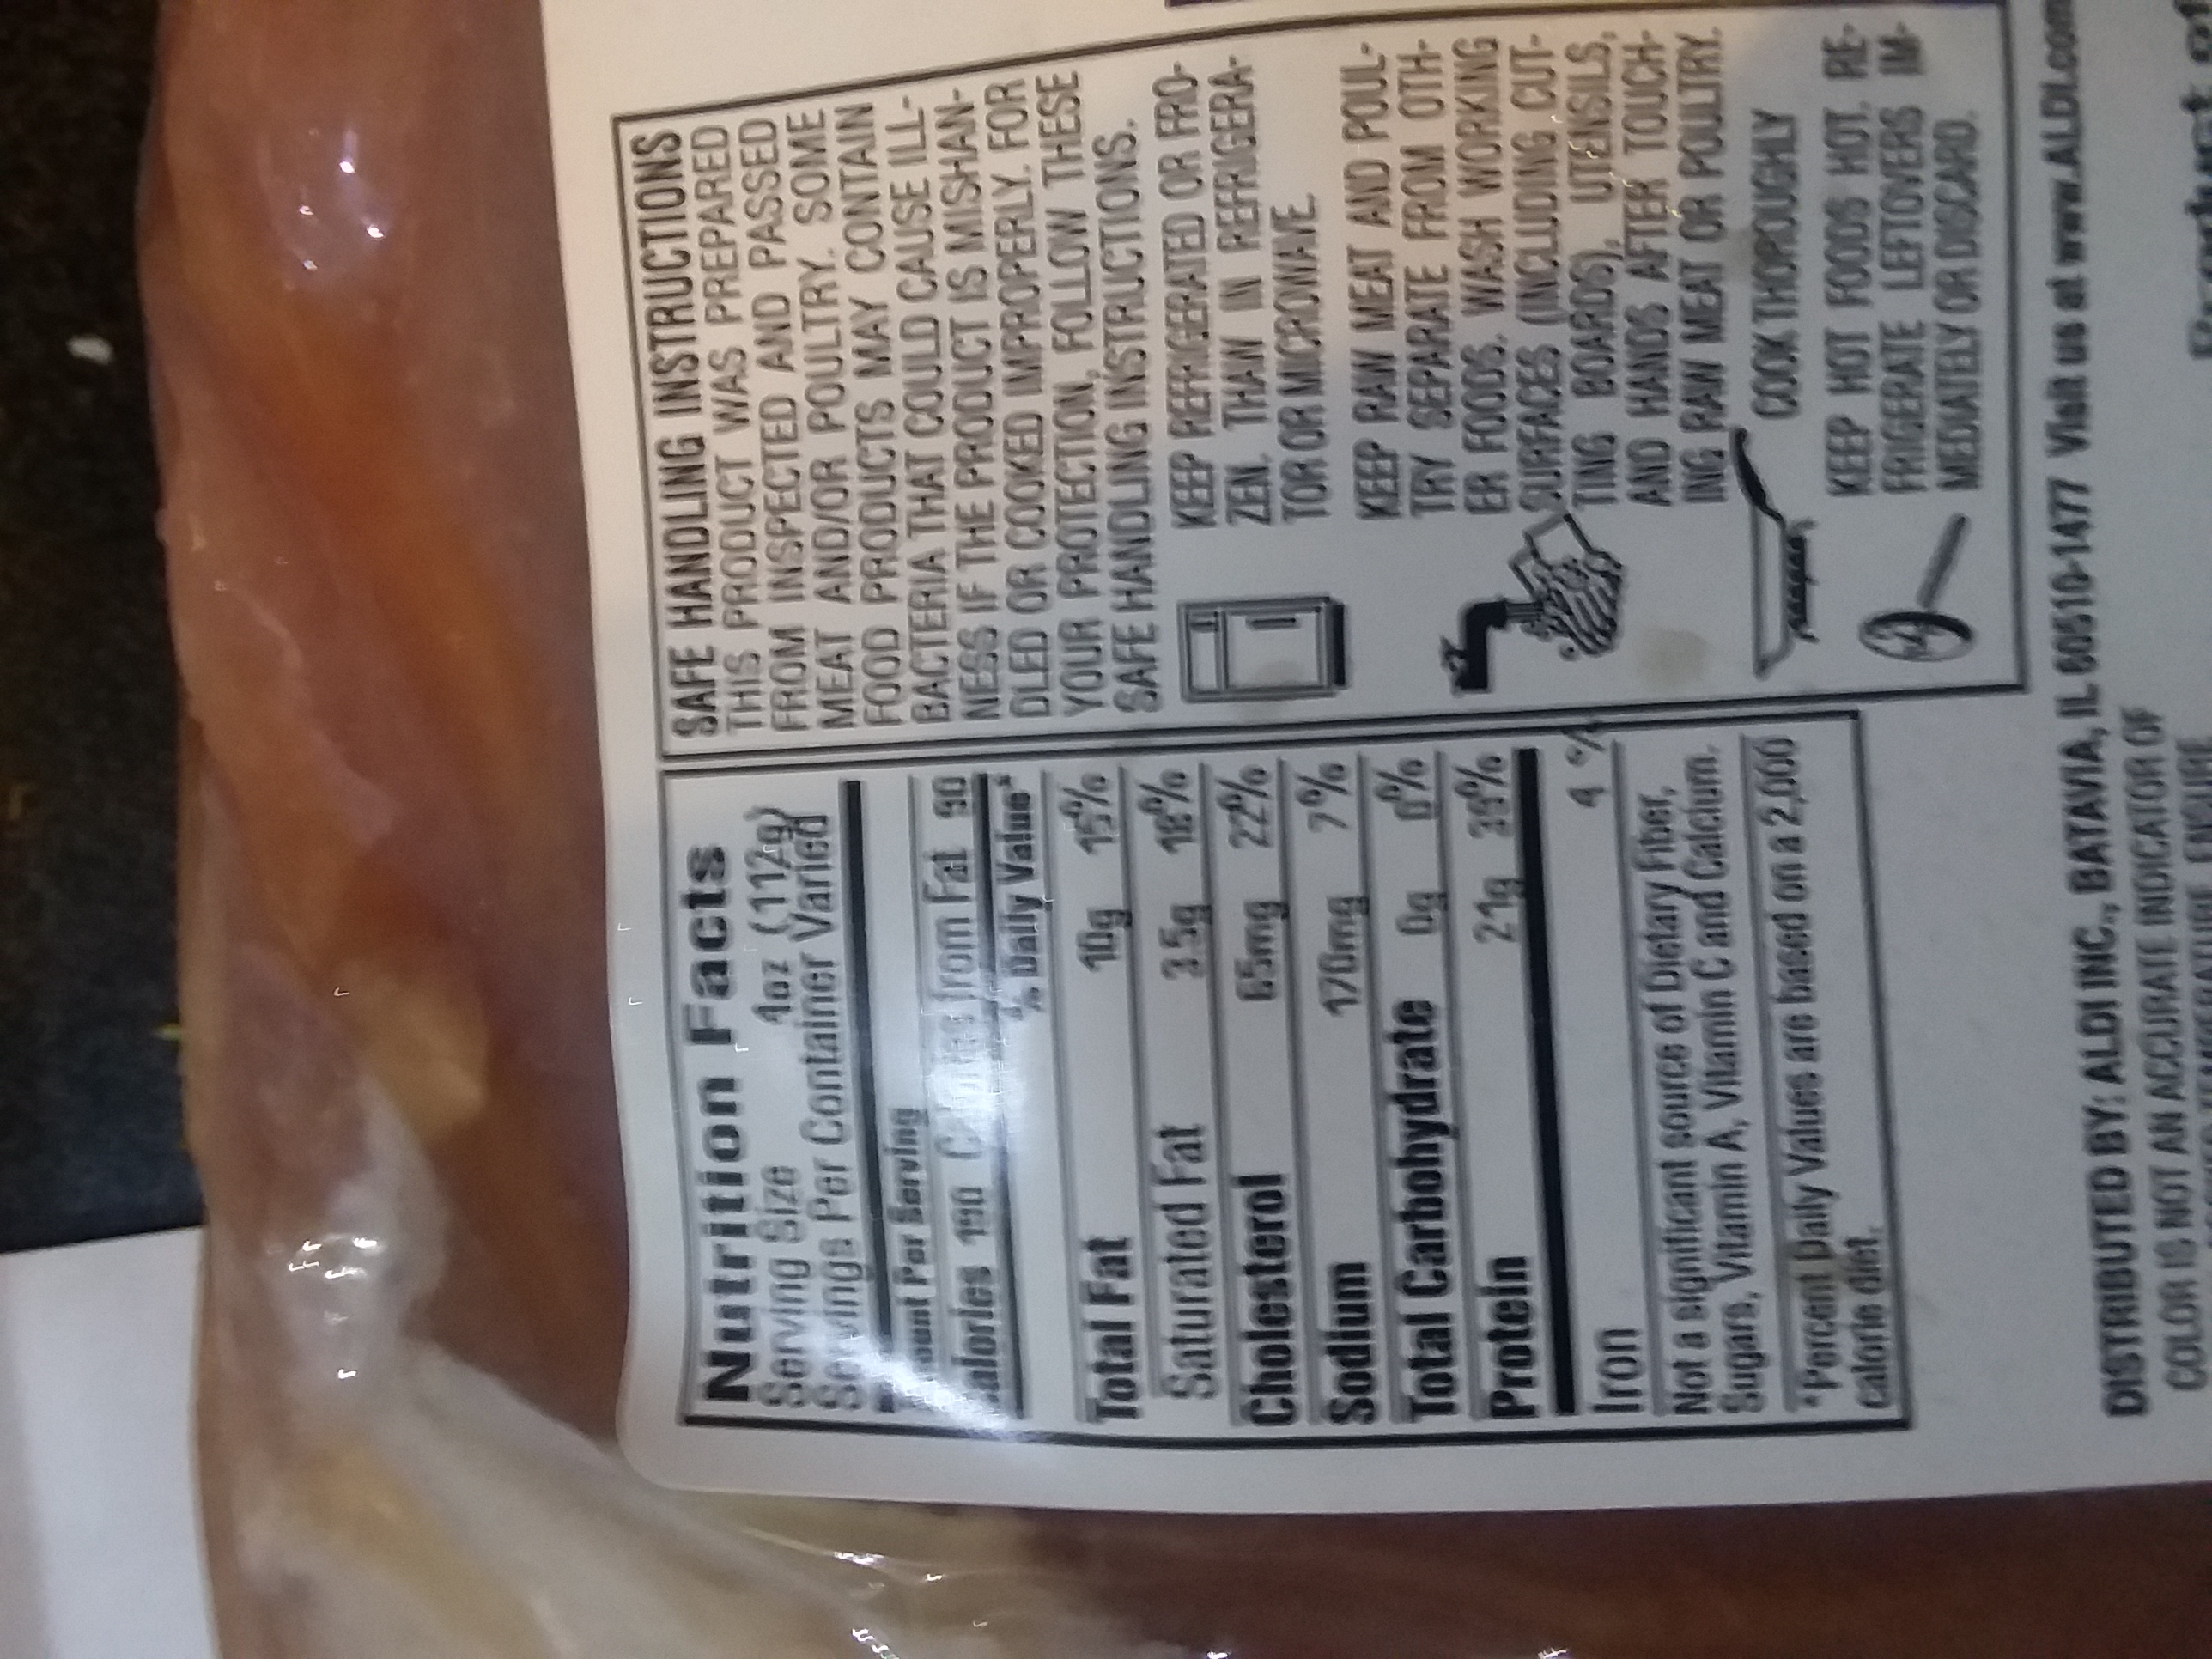 Nutrition Facts
Serving Size 4oz (112g)
Servings Per Container Varied
Amount Per Serving
Calories 190 Calories from Fat 90
% Daily Value*
Total Fat 10g 15%
Saturated Fat 3.5g 18%
Cholesterol 65mg 22%
Sodium 170mg 7%
Total Carbohydrate 0g 0%
Protein 21g 39%
Iron 4 %
Not a significant source of Dietary Fiber,
Sugars, Vitamin A, Vitamin C and Calcium.
*Percent Daily Values are based on a 2,000
calorie diet.
SAFE HANDLING INSTRUCTIONS
THIS PRODUCT WAS PREPARED
FROM INSPECTED AND PASSED
MEAT AND/OR POULTRY. SOME
FOOD PRODUCTS MAY CONTAIN
BACTERIA THAT COULD CAUSE ILL-
NESS IF THE PRODUCT IS MISHAN-
DLED OR COOKED IMPROPERLY. FOR
YOUR PROTECTION, FOLLOW THESE
SAFE HANDLING INSTRUCTIONS.
KEEP REFRIGERATED OR FRO-
ZEN. THAW IN REFRIGERA-
TOR OR MICROWAVE.
KEEP RAW MEAT AND POUL-
TRY SEPARATE FROM OTH-
ER FOODS. WASH WORKING
SURFACES (INCLUDING CUT-
TING BOARDS), UTENSILS,
AND HANDS AFTER TOUCH-
ING RAW MEAT OR POULTRY.
COOK THOROUGHLY
KEEP HOT FOODS HOT. RE-
FRIGERATE LEFTOVERS IM-
MEDIATELY OR DISCARD.
DISTRIBUTED BY: ALDI INC., BATAVIA, IL 60510-1477 Visit us at www.ALDI.com
COLOR IS NOT AN ACCURATE INDICATOR OF
TEMPERATURE. ENSURE
Product of